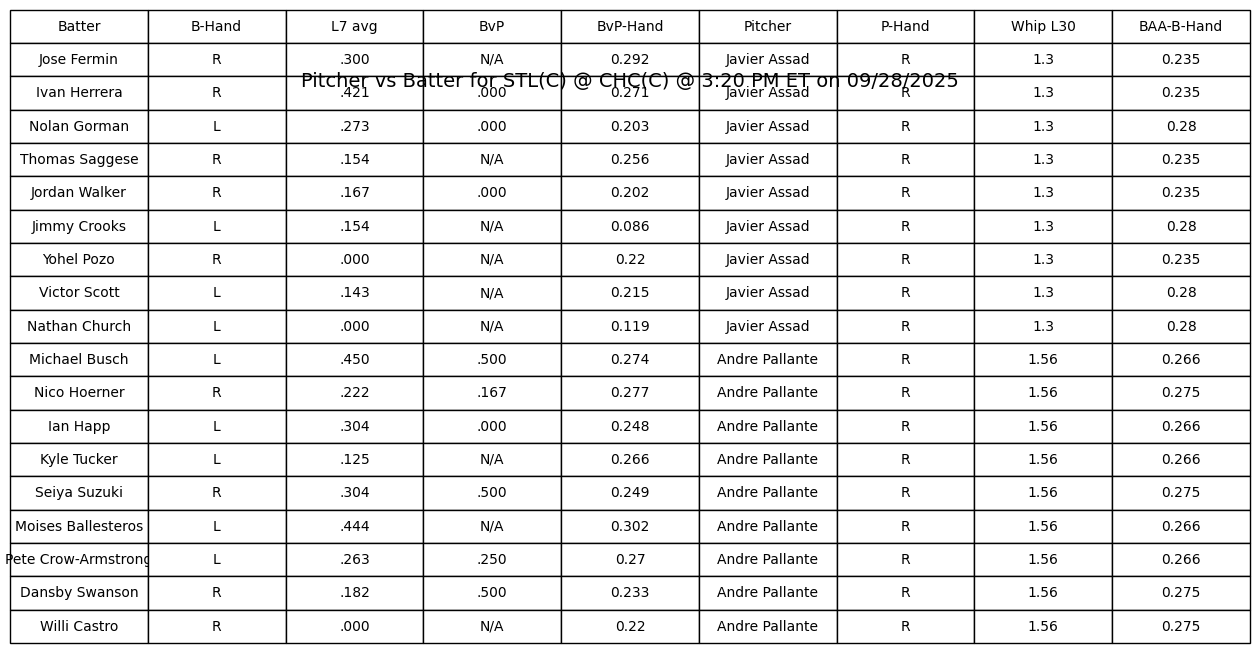 Batter B-Hand L7 avg BvP BvP-Hand Pitcher P-Hand Whip L30 BAA-B-Hand
Jose Fermin R .300 N/A 0.292 Javier Assad R 1.3 0.235
Pitcher vs Batter for STL(C) @ CHC(C) @ 3:20 PM ET on 09/28/2025
Ivan Herrera R .421 .000 0.271 Javier Assad R 1.3 0.235
Nolan Gorman L .273 .000 0.203 Javier Assad R 1.3 0.28
Thomas Saggese R .154 N/A 0.256 Javier Assad R 1.3 0.235
Jordan Walker R .167 .000 0.202 Javier Assad R 1.3 0.235
Jimmy Crooks L .154 N/A 0.086 Javier Assad R 1.3 0.28
Yohel Pozo R .000 N/A 0.22 Javier Assad R 1.3 0.235
Victor Scott L .143 N/A 0.215 Javier Assad R 1.3 0.28
Nathan Church L .000 N/A 0.119 Javier Assad R 1.3 0.28
Michael Busch L .450 .500 0.274 Andre Pallante R 1.56 0.266
Nico Hoerner R .222 .167 0.277 Andre Pallante R 1.56 0.275
Ian Happ L .304 .000 0.248 Andre Pallante R 1.56 0.266
Kyle Tucker L .125 N/A 0.266 Andre Pallante R 1.56 0.266
Seiya Suzuki R .304 .500 0.249 Andre Pallante R 1.56 0.275
Moises Ballesteros L .444 N/A 0.302 Andre Pallante R 1.56 0.266
Pete Crow-Armstrong L .263 .250 0.27 Andre Pallante R 1.56 0.266
Dansby Swanson R .182 .500 0.233 Andre Pallante R 1.56 0.275
Willi Castro R .000 N/A 0.22 Andre Pallante R 1.56 0.275